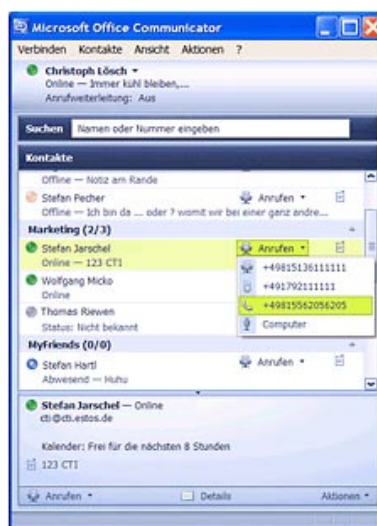 Microsoft Office Communicator
Verbinden Kontakte Ansicht Aktionen ?
Christoph Lösch
Online — Immer kühl bleiben,...
Anrufweiterleitung: Aus
Suchen Namen oder Nummer eingeben
Kontakte
Offline — Notiz am Rande
Stefan Pecher Anrufen
Offline — Ich bin da ... oder ? womit wir bei einer ganz andre...
Marketing (2/3)
Stefan Jarschel Anrufen
Online — 123 CTI
+49815136111111
Wolfgang Micko
+491792111111
Online
+49815562056205
Thomas Riewen
Computer
Status: Nicht bekannt
MyFriends (0/0)
Stefan Hartl Anrufen
Abwesend — Huhu
Stefan Jarschel — Online
cti@cti.estos.de
Kalender: Frei für die nächsten 8 Stunden
123 CTI
Anrufen Details Aktionen